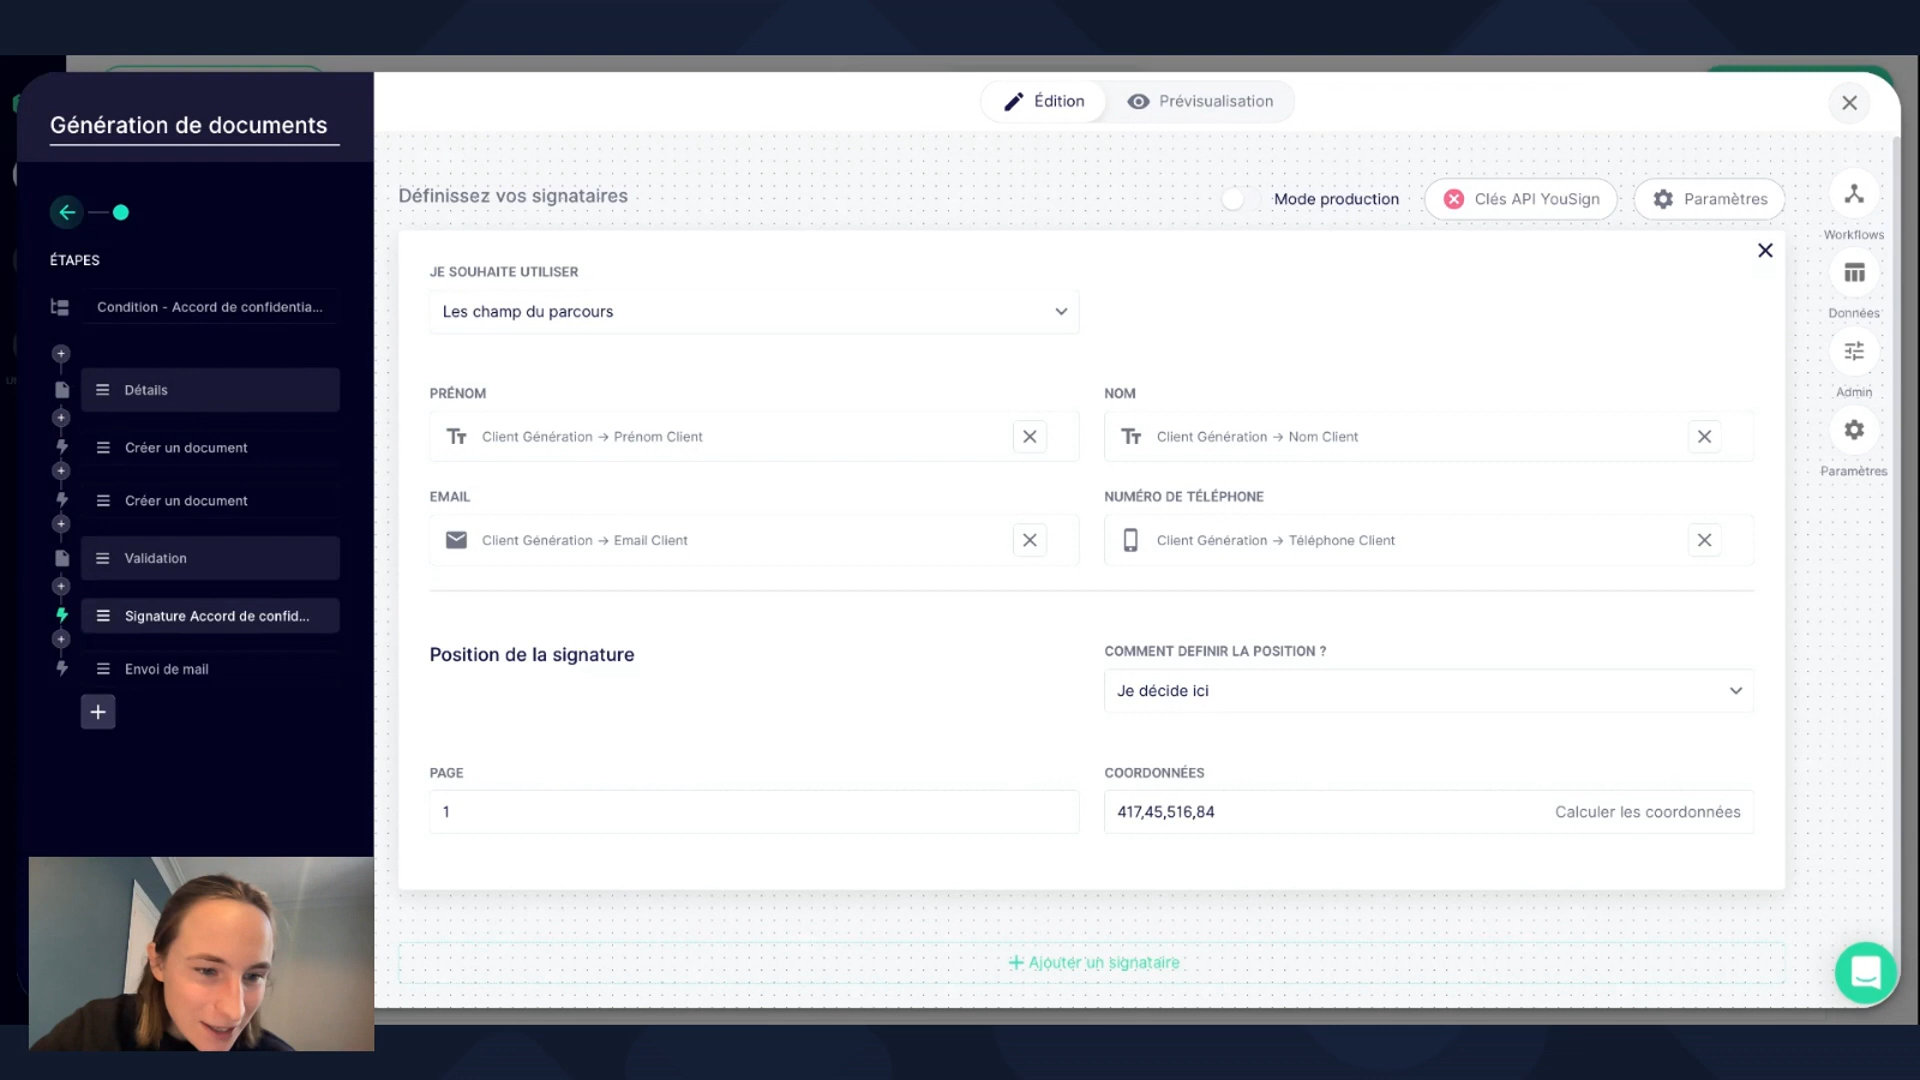 Génération de documents
Édition
Prévisualisation
Définissez vos signataires
Mode production
Clés API YouSign
Paramètres
ÉTAPES
Condition - Accord de confidentia...
Détails
Créer un document
Créer un document
Validation
Signature Accord de confid...
Envoi de mail
JE SOUHAITE UTILISER
Les champ du parcours
PRÉNOM
NOM
Client Génération → Prénom Client
Client Génération → Nom Client
EMAIL
NUMÉRO DE TÉLÉPHONE
Client Génération → Email Client
Client Génération → Téléphone Client
Position de la signature
COMMENT DEFINIR LA POSITION ?
Je décide ici
PAGE
COORDONNÉES
1
417,45,516,84
Calculer les coordonnées
+ Ajouter un signataire
Workflows
Données
Admin
Paramètres